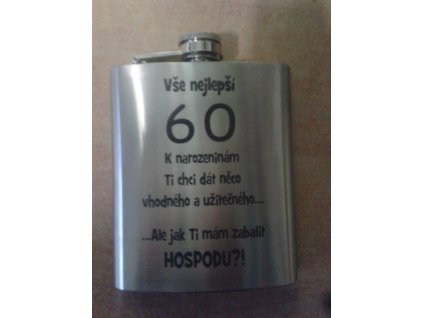 Vše nejlepší
60
K narozeninám
Ti chci dát něco
vhodného a užitečného...
...Ale jak Ti mám zabalit
HOSPODU?!